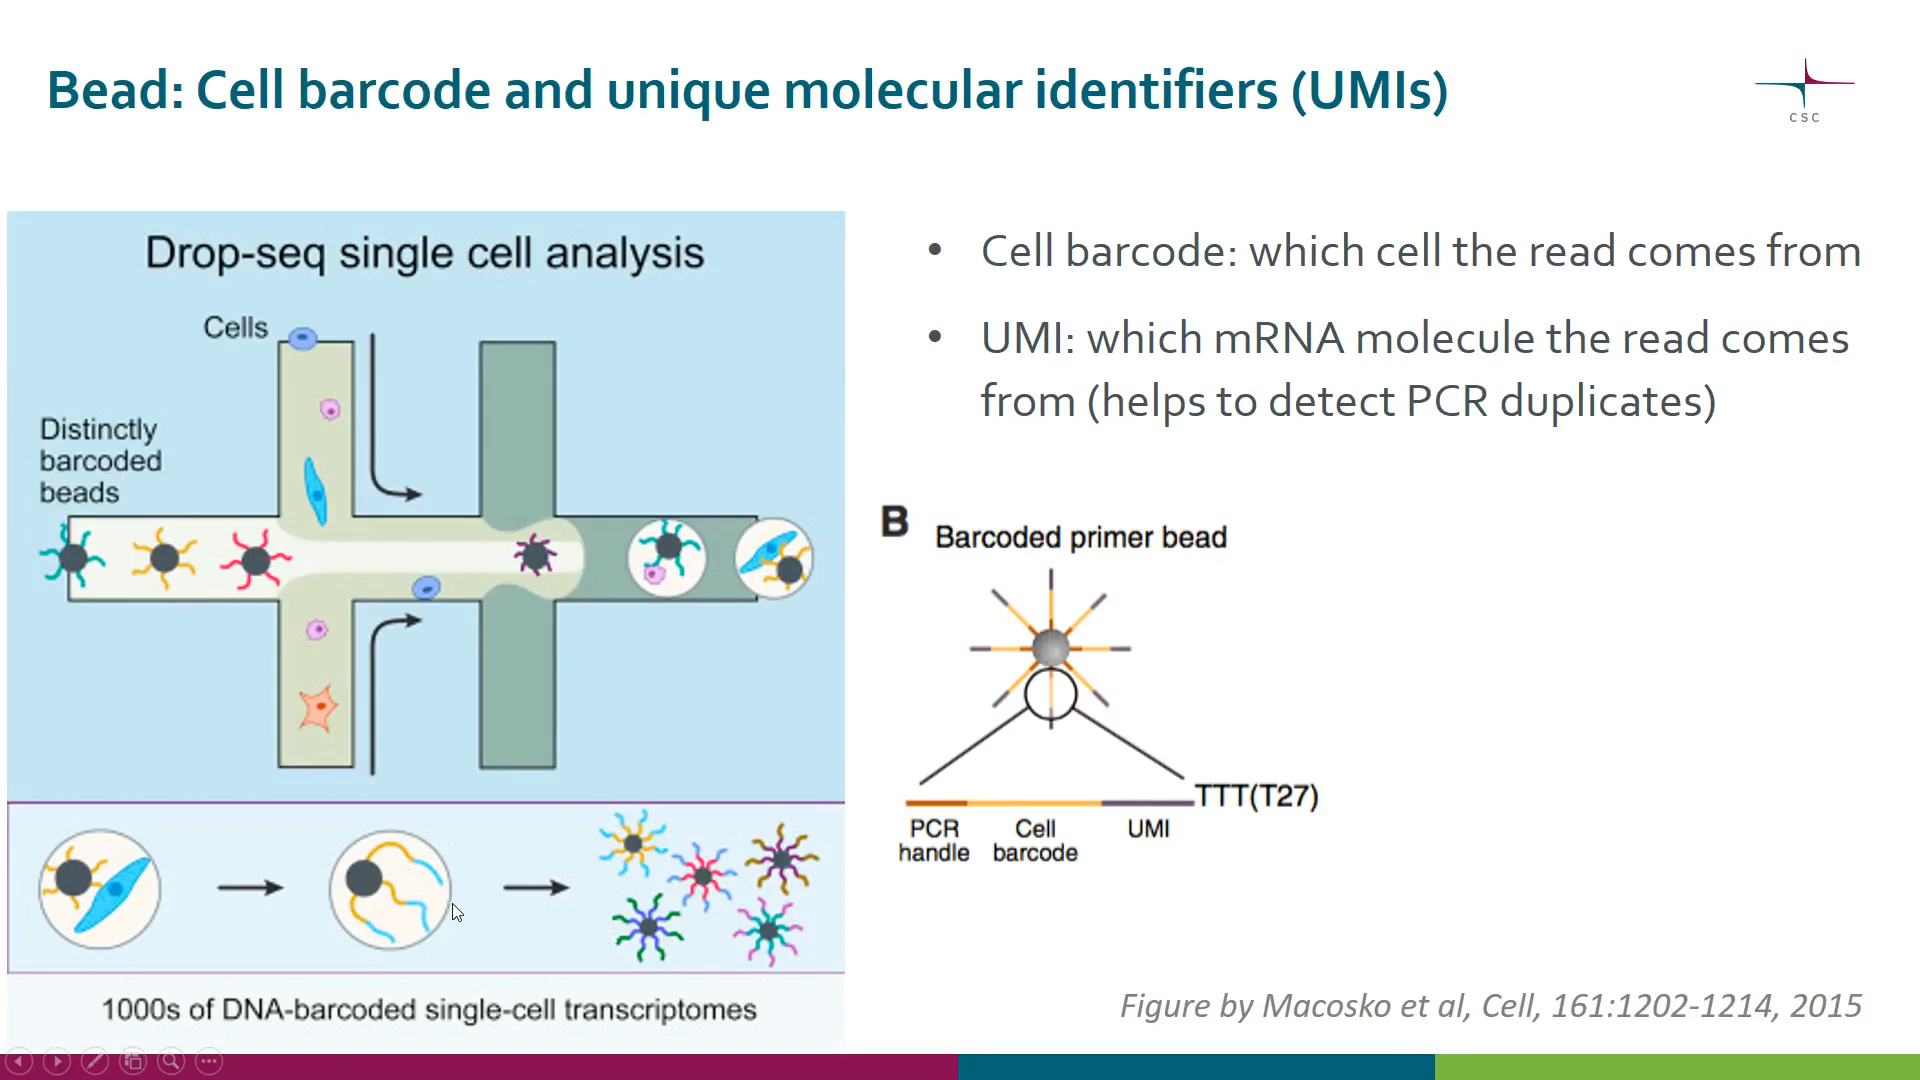 Bead: Cell barcode and unique molecular identifiers (UMIs)
CSC
Drop-seq single cell analysis
Cells
Distinctly
barcoded
beads
1000s of DNA-barcoded single-cell transcriptomes
• Cell barcode: which cell the read comes from
• UMI: which mRNA molecule the read comes
from (helps to detect PCR duplicates)
B
Barcoded primer bead
TTT(T27)
PCR
handle
Cell
barcode
UMI
Figure by Macosko et al, Cell, 161:1202-1214, 2015